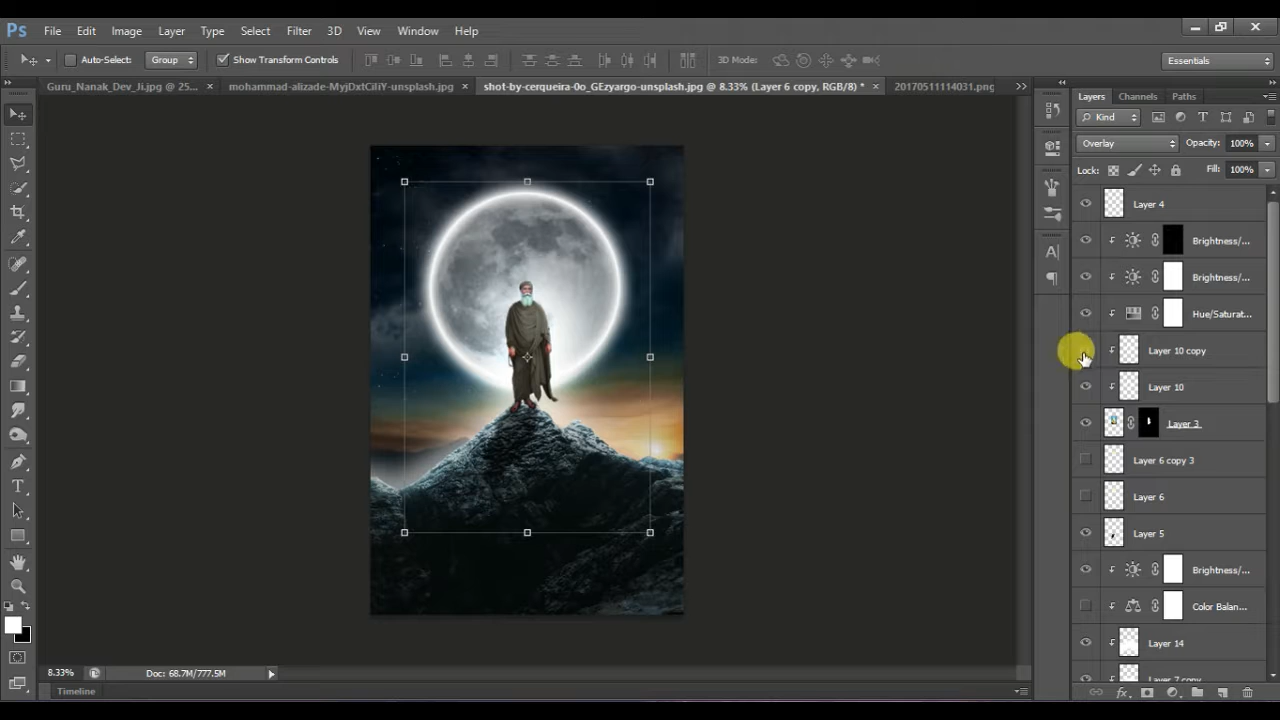 Ps File Edit Image Layer Type Select Filter 3D View Window Help
Auto-Select: Group Show Transform Controls 3D Mode: Essentials
Guru_Nanak_Dev_Ji.jpg @ 25... × mohammad-alizade-MyjDxtCiIiY-unsplash.jpg × shot-by-cerqueira-0o_GEzyargo-unsplash.jpg @ 8.33% (Layer 6 copy, RGB/8) * × 20170511114031.png
Layers Channels Paths
Kind
Overlay Opacity: 100%
Lock: Fill: 100%
Layer 4
Brightness/...
Brightness/...
Hue/Saturat...
Layer 10 copy
Layer 10
Layer 3
Layer 6 copy 3
Layer 6
Layer 5
Brightness/...
Color Balan...
Layer 14
Layer 7 copy
8.33% Doc: 68.7M/777.5M
Timeline